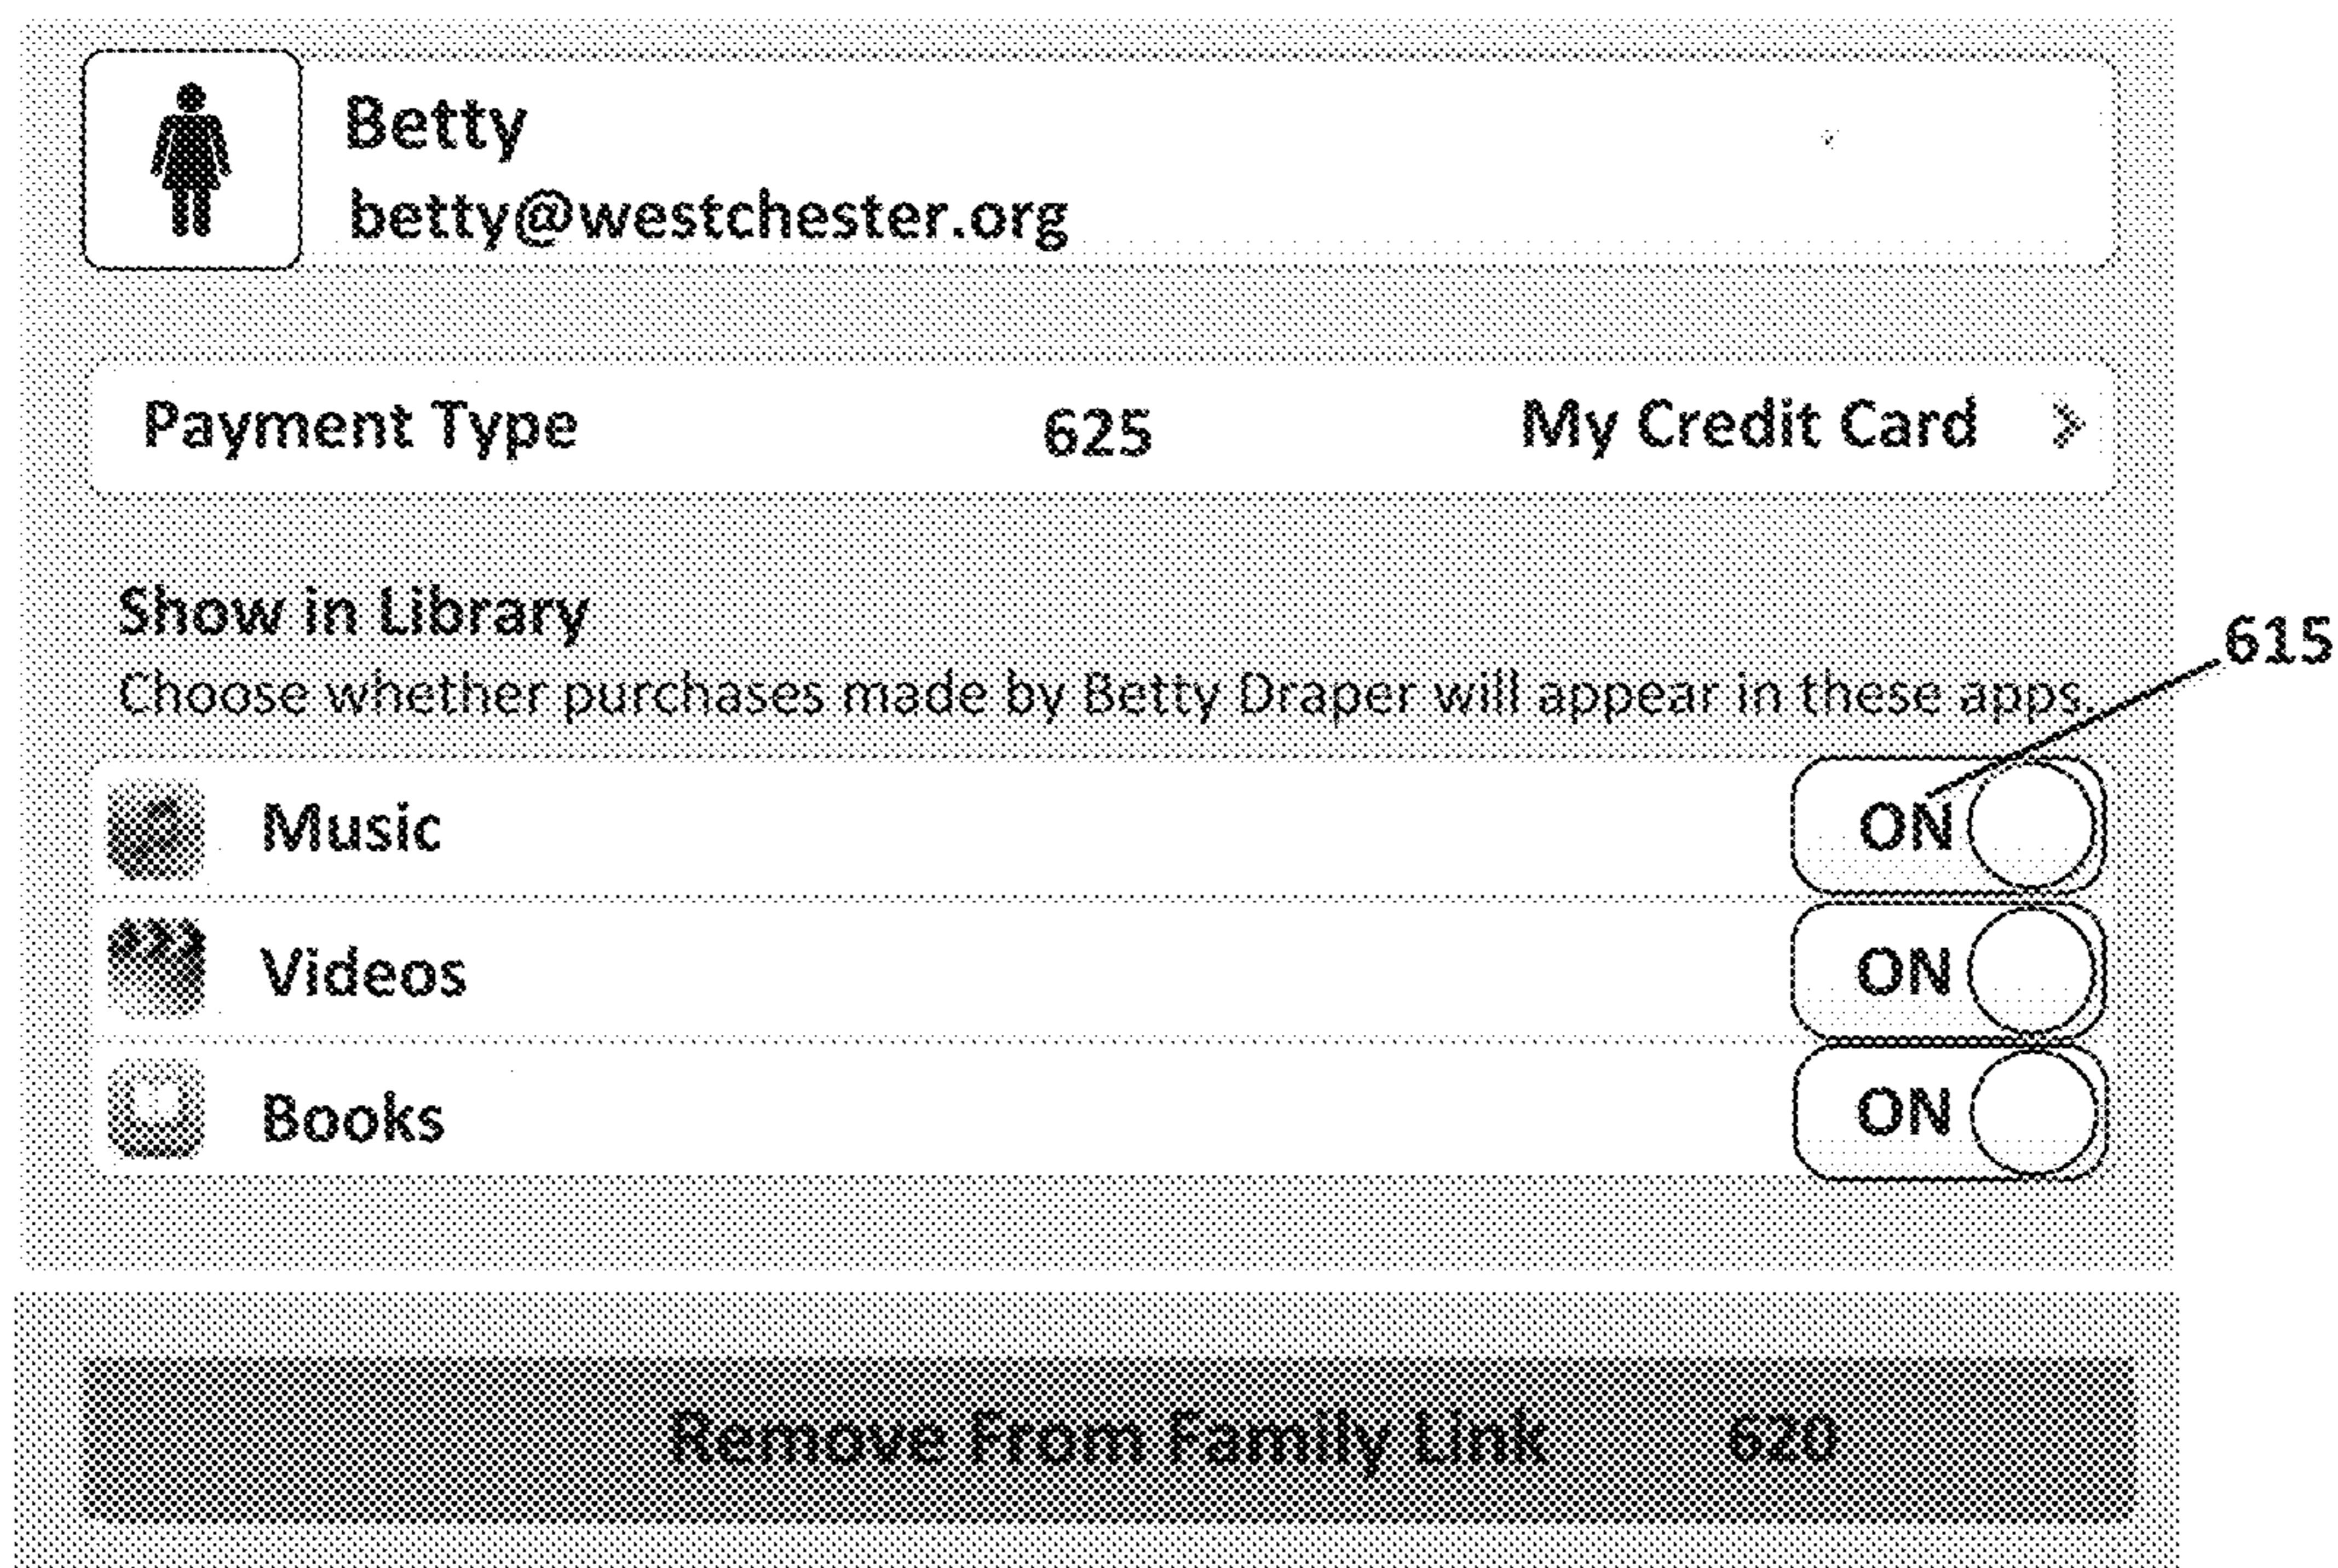 Betty
betty@westchester.org
Payment Type 625 My Credit Card >
Show in Library
615
Choose whether purchases made by Betty Draper will appear in these apps.
Music ON
Videos ON
Books ON
Remove From Family Link 620